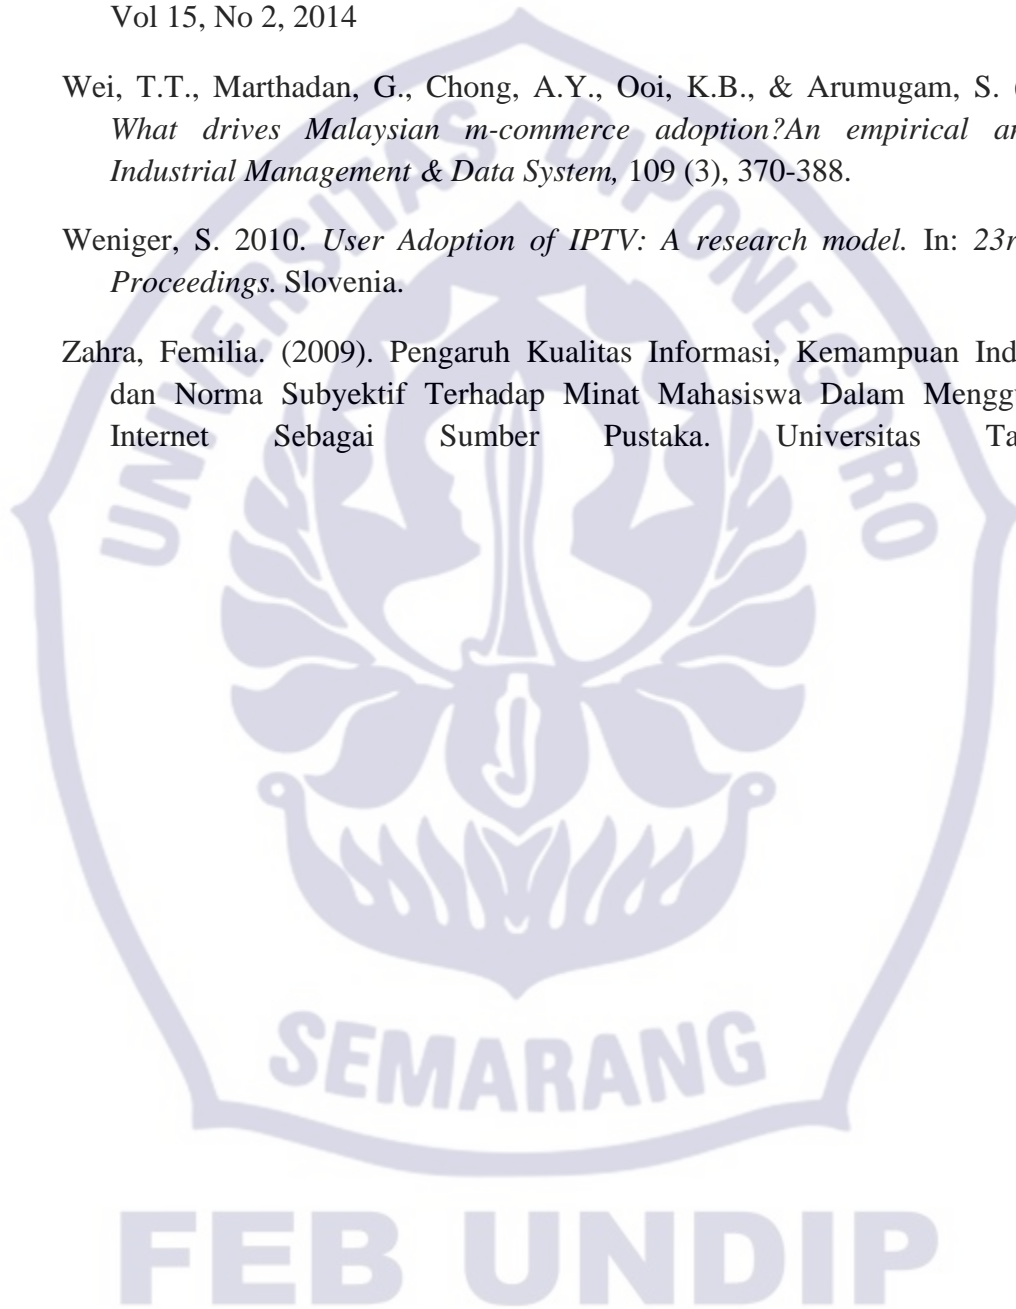 Vol 15, No 2, 2014
Wei, T.T., Marthadan, G., Chong, A.Y., Ooi, K.B., & Arumugam, S. (
What drives Malaysian m-commerce adoption?An empirical an
Industrial Management & Data System, 109 (3), 370-388.
Weniger, S. 2010. User Adoption of IPTV: A research model. In: 23r
Proceedings. Slovenia.
Zahra, Femilia. (2009). Pengaruh Kualitas Informasi, Kemampuan Ind
dan Norma Subyektif Terhadap Minat Mahasiswa Dalam Menggu
Internet Sebagai Sumber Pustaka. Universitas Ta
UNIVERSITAS DIPONEGORO
SEMARANG
FEB UNDIP